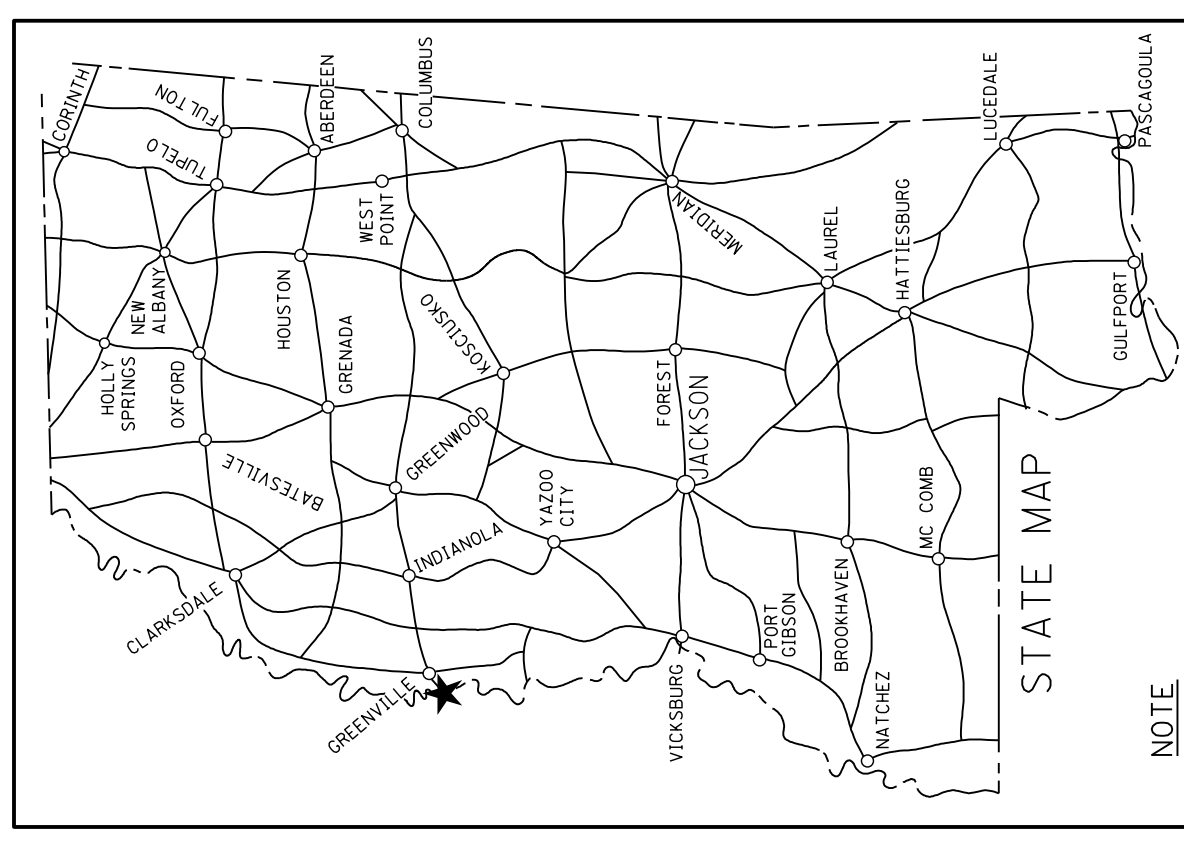 CORINTH
FULTON
TUPELO
ABERDEEN
COLUMBUS
WEST
POINT
NEW
ALBANY
HOUSTON
HOLLY
SPRINGS
OXFORD
GRENADA
KOSCIUSKO
BATESVILLE
GREENWOOD
CLARKSDALE
INDIANOLA
GREENVILLE
YAZOO
CITY
MERIDIAN
FOREST
JACKSON
LAUREL
HATTIESBURG
LUCEDALE
PASCAGOULA
GULFPORT
VICKSBURG
PORT
GIBSON
BROOKHAVEN
MC COMB
NATCHEZ
STATE MAP
NOTE